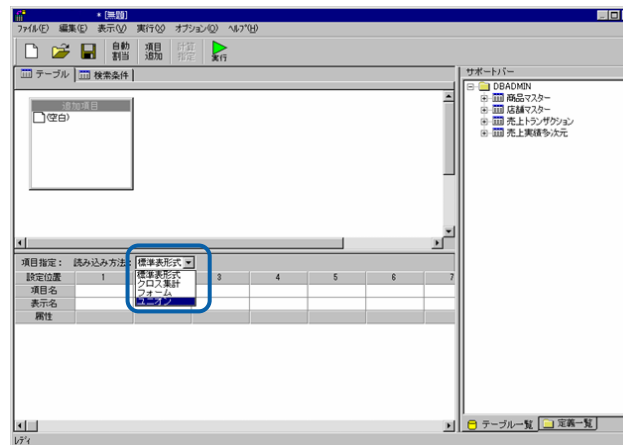 * [無題]
ファイル(F) 編集(E) 表示(V) 実行(X) オプション(O) ヘルプ(H)
自動割当 項目追加 計算指定 実行
テーブル 検索条件
追加項目
(空白)
サポートバー
DBADMIN
商品マスター
店舗マスター
売上トランザクション
売上実績多次元
項目指定： 読み込み方法： 標準表形式
標準表形式
クロス集計
フォーム
ユニオン
設定位置 1 3 4 5 6 7
項目名
表示名
属性
テーブル一覧 定義一覧
レディ